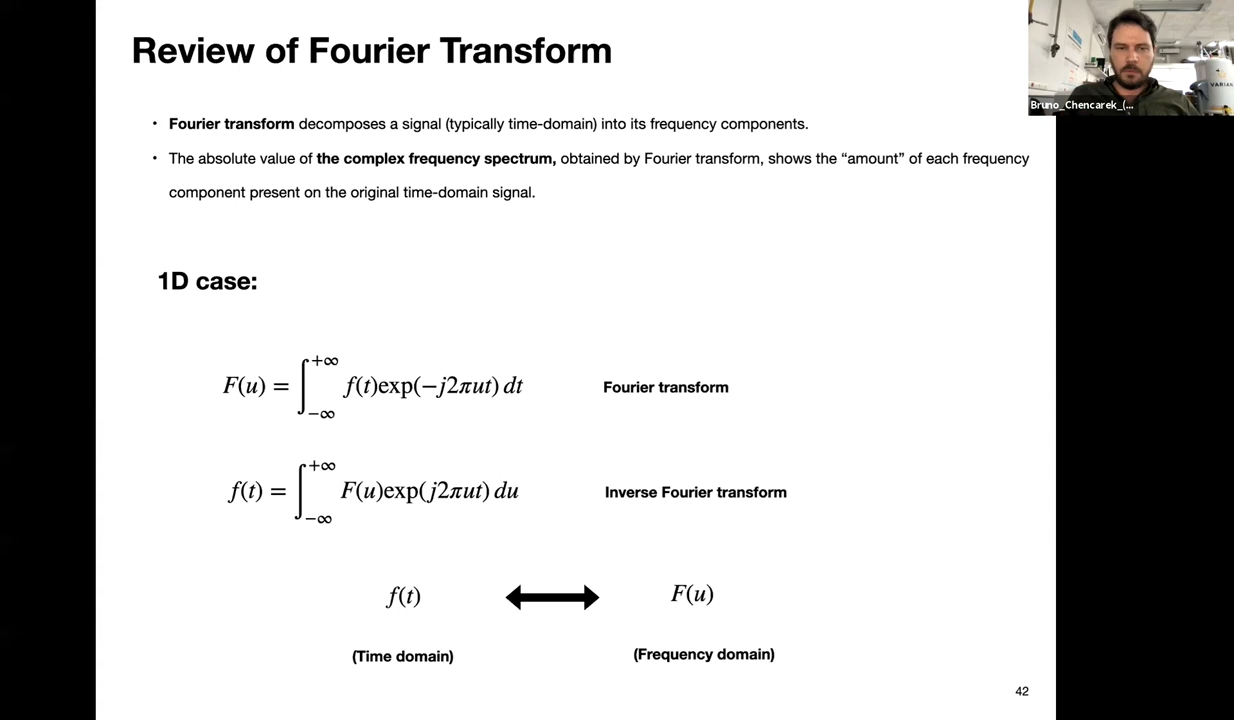 Review of Fourier Transform
• Fourier transform decomposes a signal (typically time-domain) into its frequency components.
• The absolute value of the complex frequency spectrum, obtained by Fourier transform, shows the “amount” of each frequency
component present on the original time-domain signal.
1D case:
F(u) = ∫_{−∞}^{+∞} f(t)exp(−j2πut) dt Fourier transform
f(t) = ∫_{−∞}^{+∞} F(u)exp(j2πut) du Inverse Fourier transform
f(t) ⟷ F(u)
(Time domain) (Frequency domain)
42
Bruno_Chencarek_(...
VARIAN